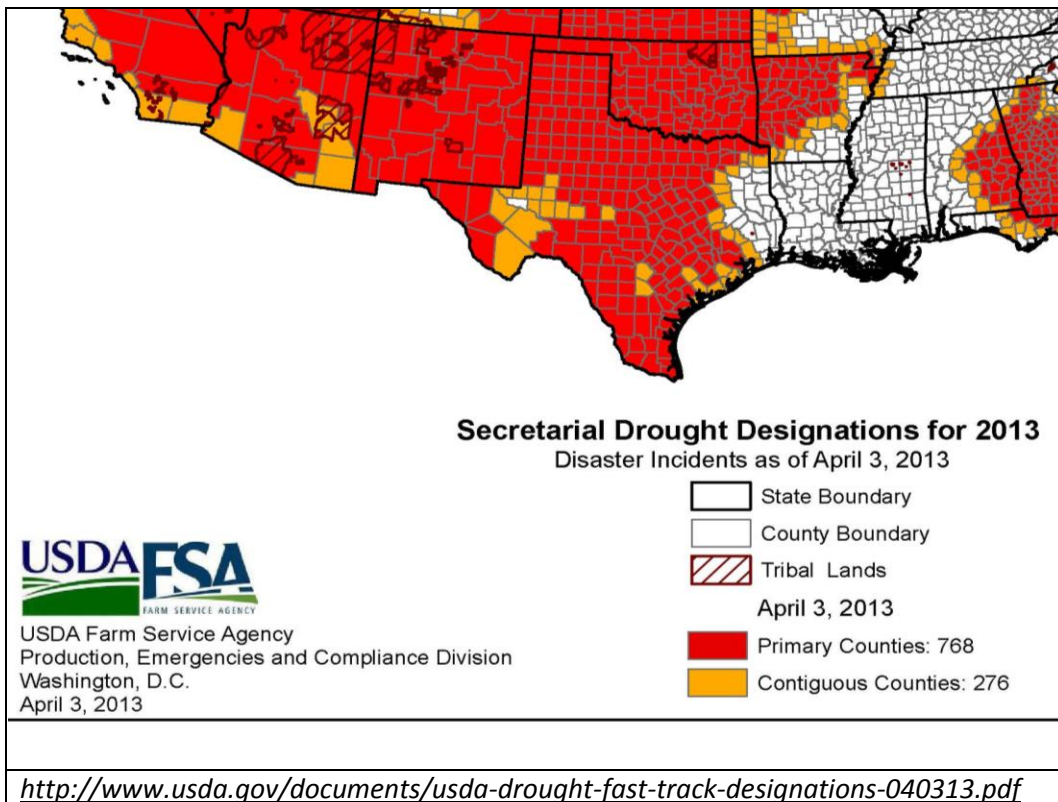 Secretarial Drought Designations for 2013
Disaster Incidents as of April 3, 2013
State Boundary
County Boundary
Tribal Lands
April 3, 2013
Primary Counties: 768
Contiguous Counties: 276
USDA FSA
FARM SERVICE AGENCY
USDA Farm Service Agency
Production, Emergencies and Compliance Division
Washington, D.C.
April 3, 2013
http://www.usda.gov/documents/usda-drought-fast-track-designations-040313.pdf